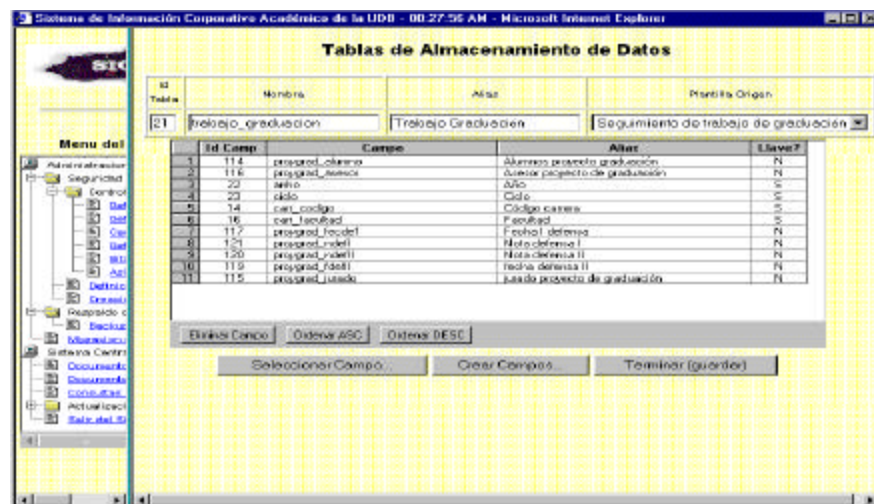 Sistema de Información Corporativo Académico de la UDB - 00:27:56 AM - Microsoft Internet Explorer
Tablas de Almacenamiento de Datos
Id Tabla Nombre Alias Plantilla Origen
21 trabajo_graduacion Trabajo Graduación Seguimiento de trabajo de graduación
Menu del
Administrador
Seguridad
Control
Id Camp Campo Alias Llave?
1 114 proygrad_alumno Alumnos proyecto graduación N
2 116 proygrad_asesor Asesor proyecto de graduación N
3 22 anho Año S
4 23 ciclo Ciclo S
5 14 carr_codigo Código carrera S
6 16 carr_facultad Facultad S
7 117 proygrad_fecdef1 Fecha I defensa N
8 121 proygrad_ndefI Nota defensa I N
9 120 proygrad_ndefII Nota defensa II N
10 119 proygrad_fdefII fecha defensa II N
11 115 proygrad_jurado jurado proyecto de graduación N
Definic
Creació
Respaldo d
Backup
Migracion
Sistema Centr
Documento
Documento
Consultas
Actualizaci
Salir del Si
Eliminar Campo Ordenar ASC Ordenar DESC
Seleccionar Campo... Crear Campos... Terminar (guardar)